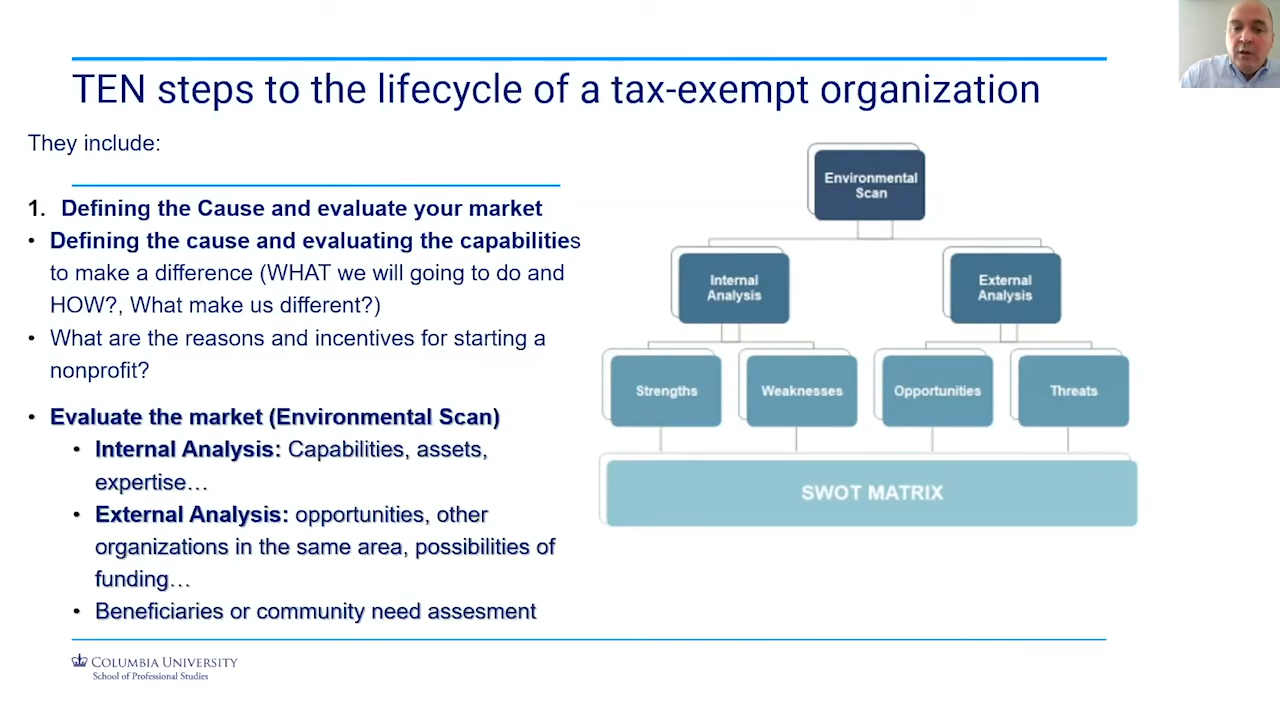 TEN steps to the lifecycle of a tax-exempt organization
They include:
1. Defining the Cause and evaluate your market
• Defining the cause and evaluating the capabilities
to make a difference (WHAT we will going to do and
HOW?, What make us different?)
• What are the reasons and incentives for starting a
nonprofit?
• Evaluate the market (Environmental Scan)
• Internal Analysis: Capabilities, assets,
expertise…
• External Analysis: opportunities, other
organizations in the same area, possibilities of
funding…
• Beneficiaries or community need assesment
Environmental
Scan
Internal
Analysis
External
Analysis
Strengths
Weaknesses
Opportunities
Threats
SWOT MATRIX
COLUMBIA UNIVERSITY
School of Professional Studies